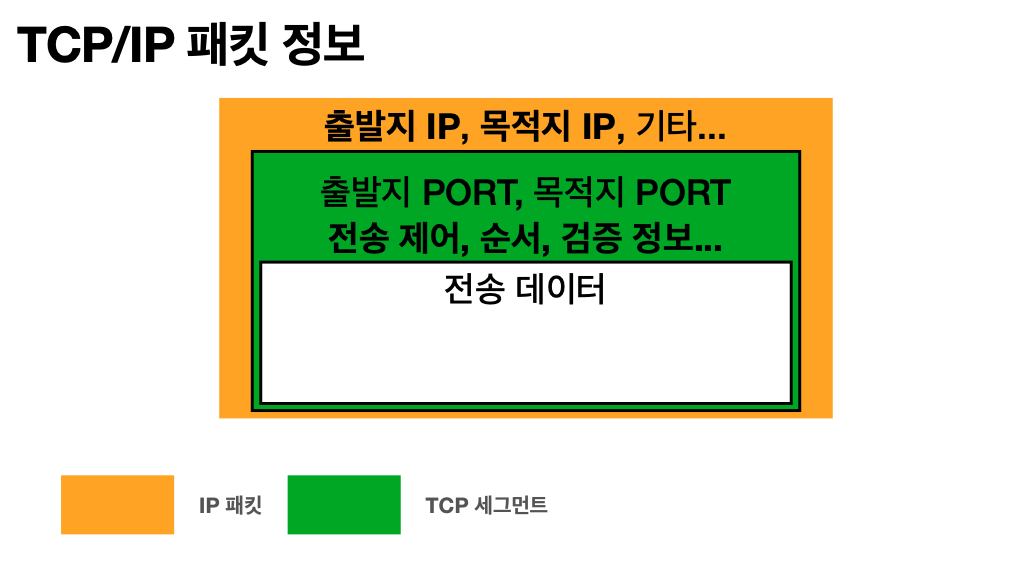 TCP/IP 패킷 정보
출발지 IP, 목적지 IP, 기타...
출발지 PORT, 목적지 PORT
전송 제어, 순서, 검증 정보...
전송 데이터
IP 패킷
TCP 세그먼트